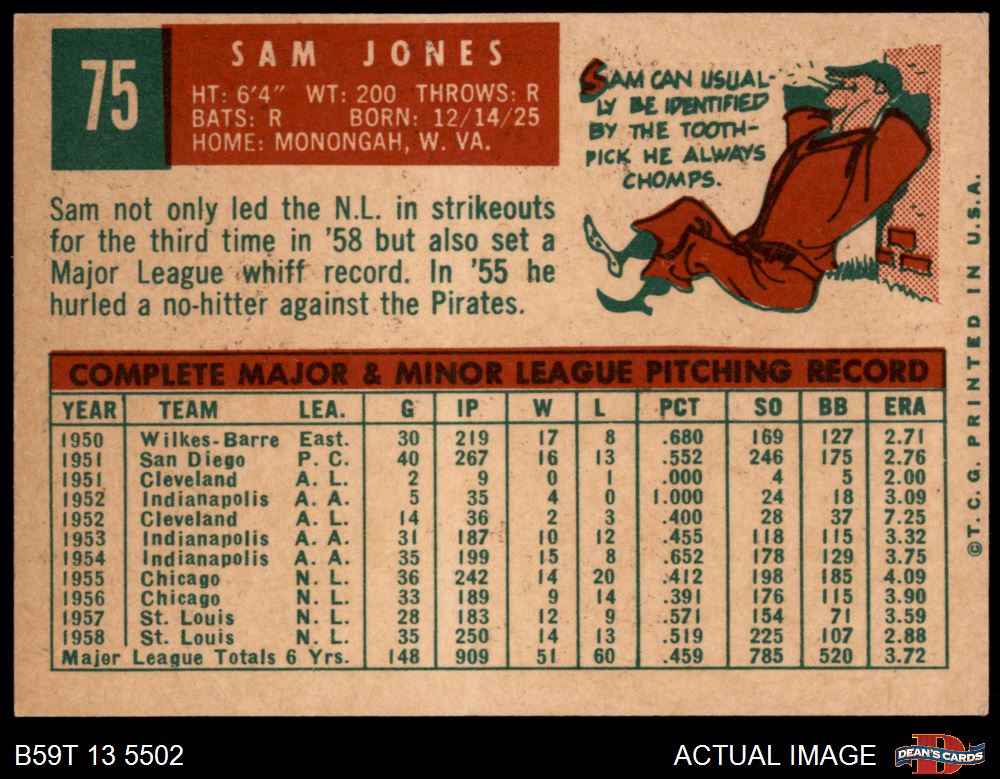 75
SAM JONES
HT: 6'4" WT: 200 THROWS: R
BATS: R BORN: 12/14/25
HOME: MONONGAH, W. VA.
SAM CAN USUAL-
LY BE IDENTIFIED
BY THE TOOTH-
PICK HE ALWAYS
CHOMPS.
Sam not only led the N.L. in strikeouts
for the third time in '58 but also set a
Major League whiff record. In '55 he
hurled a no-hitter against the Pirates.
COMPLETE MAJOR & MINOR LEAGUE PITCHING RECORD
YEAR TEAM LEA. G IP W L PCT SO BB ERA
1950 Wilkes-Barre East. 30 219 17 8 .680 169 127 2.71
1951 San Diego P. C. 40 267 16 13 .552 246 175 2.76
1951 Cleveland A. L. 2 9 0 1 .000 4 5 2.00
1952 Indianapolis A. A. 5 35 4 0 1.000 24 18 3.09
1952 Cleveland A. L. 14 36 2 3 .400 28 37 7.25
1953 Indianapolis A. A. 31 187 10 12 .455 118 115 3.32
1954 Indianapolis A. A. 35 199 15 8 .652 178 129 3.75
1955 Chicago N. L. 36 242 14 20 .412 198 185 4.09
1956 Chicago N. L. 33 189 9 14 .391 176 115 3.90
1957 St. Louis N. L. 28 183 12 9 .571 154 71 3.59
1958 St. Louis N. L. 35 250 14 13 .519 225 107 2.88
Major League Totals 6 Yrs. 148 909 51 60 .459 785 520 3.72
©T. C. G. PRINTED IN U.S.A.
B59T 13 5502
ACTUAL IMAGE
D
DEAN'S CARDS